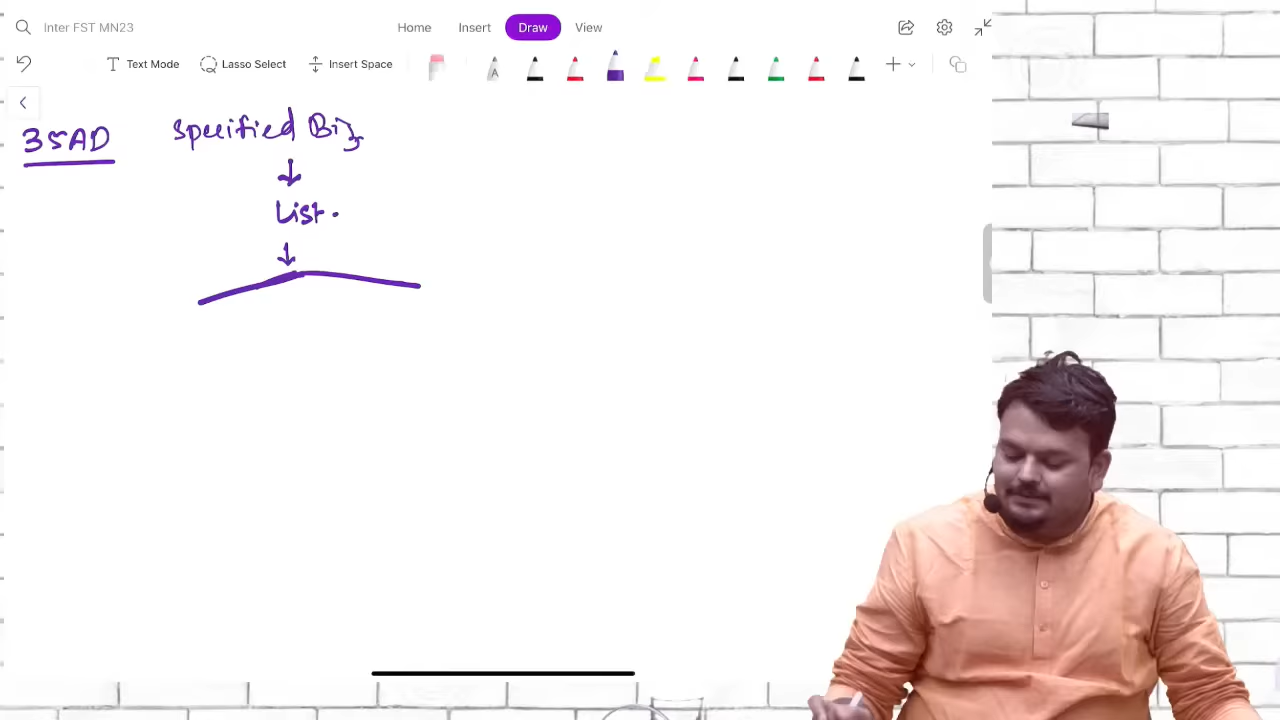 Inter FST MN23
Home Insert Draw View
Text Mode Lasso Select Insert Space
A
35AD Specified Biz
List.